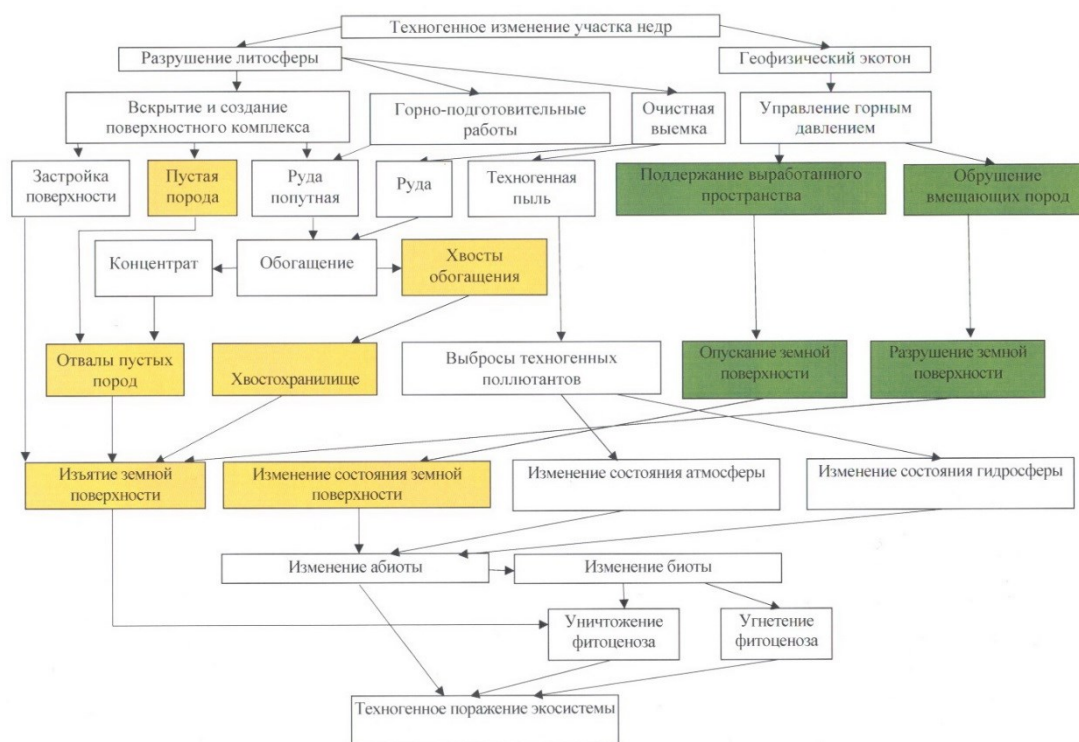 Техногенное изменение участка недр
Разрушение литосферы
Геофизический экотон
Вскрытие и создание
поверхностного комплекса
Горно-подготовительные
работы
Очистная
выемка
Управление горным
давлением
Застройка
поверхности
Пустая
порода
Руда
попутная
Руда
Техногенная
пыль
Поддержание выработанного
пространства
Обрушение
вмещающих пород
Концентрат
Обогащение
Хвосты
обогащения
Отвалы пустых
пород
Хвостохранилище
Выбросы техногенных
поллютантов
Опускание земной
поверхности
Разрушение земной
поверхности
Изъятие земной
поверхности
Изменение состояния земной
поверхности
Изменение состояния атмосферы
Изменение состояния гидросферы
Изменение абиоты
Изменение биоты
Уничтожение
фитоценоза
Угнетение
фитоценоза
Техногенное поражение экосистемы